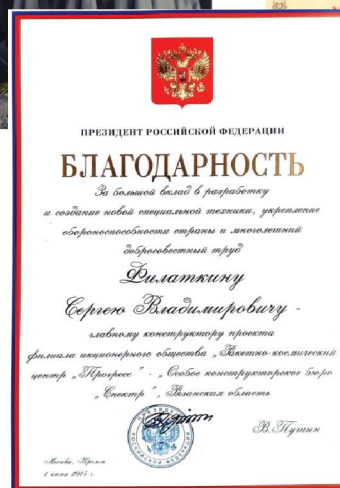 ПРЕЗИДЕНТ РОССИЙСКОЙ ФЕДЕРАЦИИ
БЛАГОДАРНОСТЬ
За большой вклад в разработку
и создание новой специальной техники, укрепление
обороноспособности страны и многолетний
добросовестный труд
Филаткину
Сергею Владимировичу -
главному конструктору проекта
филиала акционерного общества „Ракетно-космический
центр „Прогресс" - „Особое конструкторское бюро
„Спектр", Рязанская область
В. Путин
Москва, Кремль